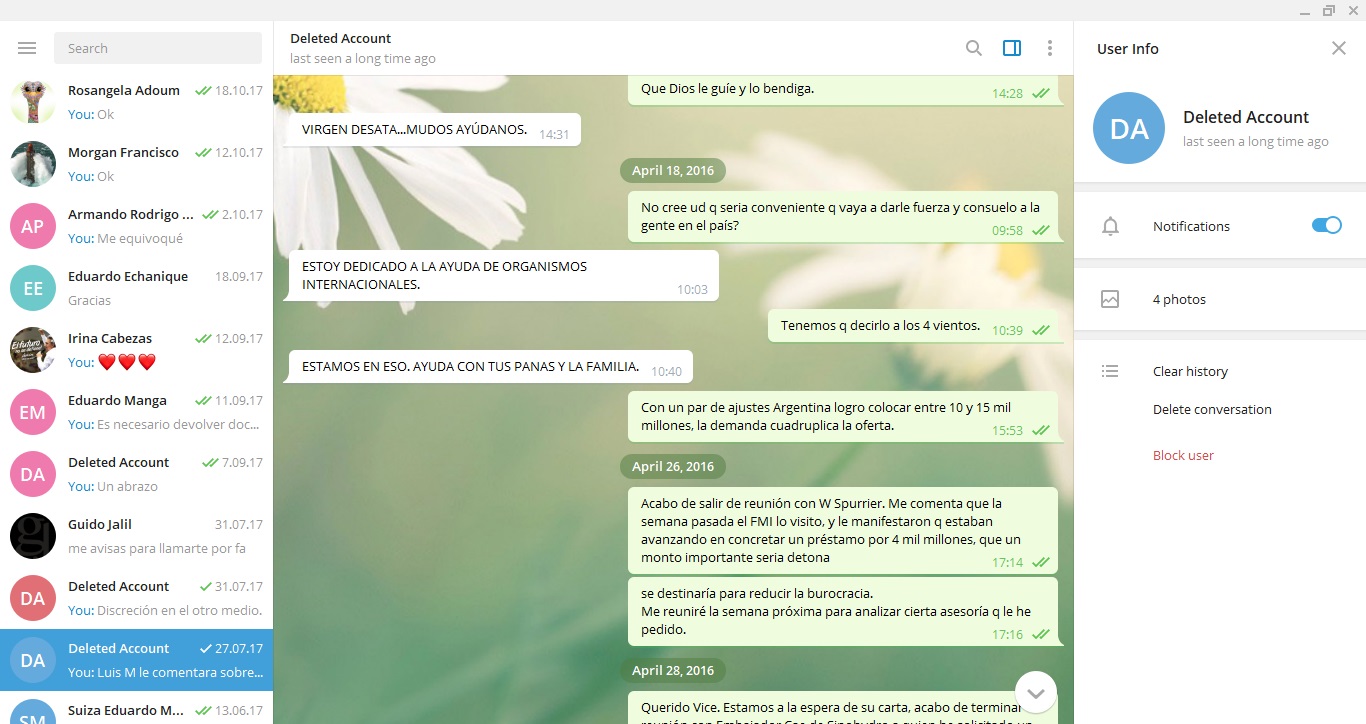 Search
Rosangela Adoum
18.10.17
You: Ok
Morgan Francisco
12.10.17
You: Ok
AP
Armando Rodrigo ...
2.10.17
You: Me equivoqué
EE
Eduardo Echanique
18.09.17
Gracias
Irina Cabezas
12.09.17
You: ❤️❤️❤️
EM
Eduardo Manga
11.09.17
You: Es necesario devolver doc...
DA
Deleted Account
7.09.17
You: Un abrazo
Guido Jalil
31.07.17
me avisas para llamarte por fa
DA
Deleted Account
31.07.17
You: Discreción en el otro medio.
DA
Deleted Account
27.07.17
You: Luis M le comentara sobre...
SM
Suiza Eduardo M...
13.06.17
Deleted Account
last seen a long time ago
Que Dios le guíe y lo bendiga.
14:28
VIRGEN DESATA...MUDOS AYÚDANOS.
14:31
April 18, 2016
No cree ud q seria conveniente q vaya a darle fuerza y consuelo a la
gente en el país?
09:58
ESTOY DEDICADO A LA AYUDA DE ORGANISMOS
INTERNACIONALES.
10:03
Tenemos q decirlo a los 4 vientos.
10:39
ESTAMOS EN ESO. AYUDA CON TUS PANAS Y LA FAMILIA.
10:40
Con un par de ajustes Argentina logro colocar entre 10 y 15 mil
millones, la demanda cuadruplica la oferta.
15:53
April 26, 2016
Acabo de salir de reunión con W Spurrier. Me comenta que la
semana pasada el FMI lo visito, y le manifestaron q estaban
avanzando en concretar un préstamo por 4 mil millones, que un
monto importante seria detona
17:14
se destinaría para reducir la burocracia.
Me reuniré la semana próxima para analizar cierta asesoría q le he
pedido.
17:16
April 28, 2016
Querido Vice. Estamos a la espera de su carta, acabo de terminar
User Info
DA
Deleted Account
last seen a long time ago
Notifications
4 photos
Clear history
Delete conversation
Block user